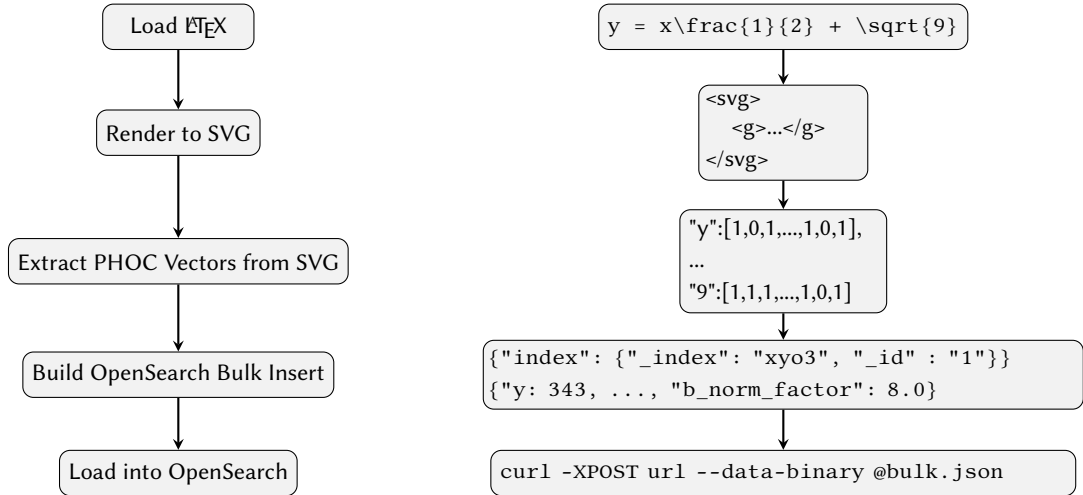 Load LATEX
Render to SVG
Extract PHOC Vectors from SVG
Build OpenSearch Bulk Insert
Load into OpenSearch
y = x\frac{1}{2} + \sqrt{9}
<svg>
<g>...</g>
</svg>
"y":[1,0,1,...,1,0,1],
...
"9":[1,1,1,...,1,0,1]
{"index": {"_index": "xyo3", "_id" : "1"}}
{"y: 343, ..., "b_norm_factor": 8.0}
curl -XPOST url --data-binary @bulk.json